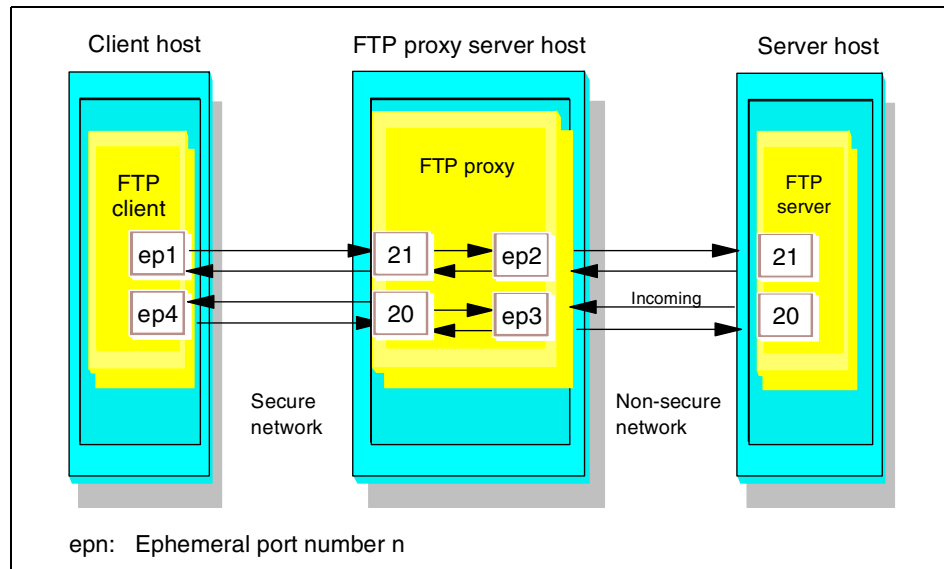 Client host
FTP proxy server host
Server host
FTP
client
FTP proxy
FTP
server
ep1
21
ep2
21
ep4
20
ep3
Incoming
20
Secure
network
Non-secure
network
epn: Ephemeral port number n